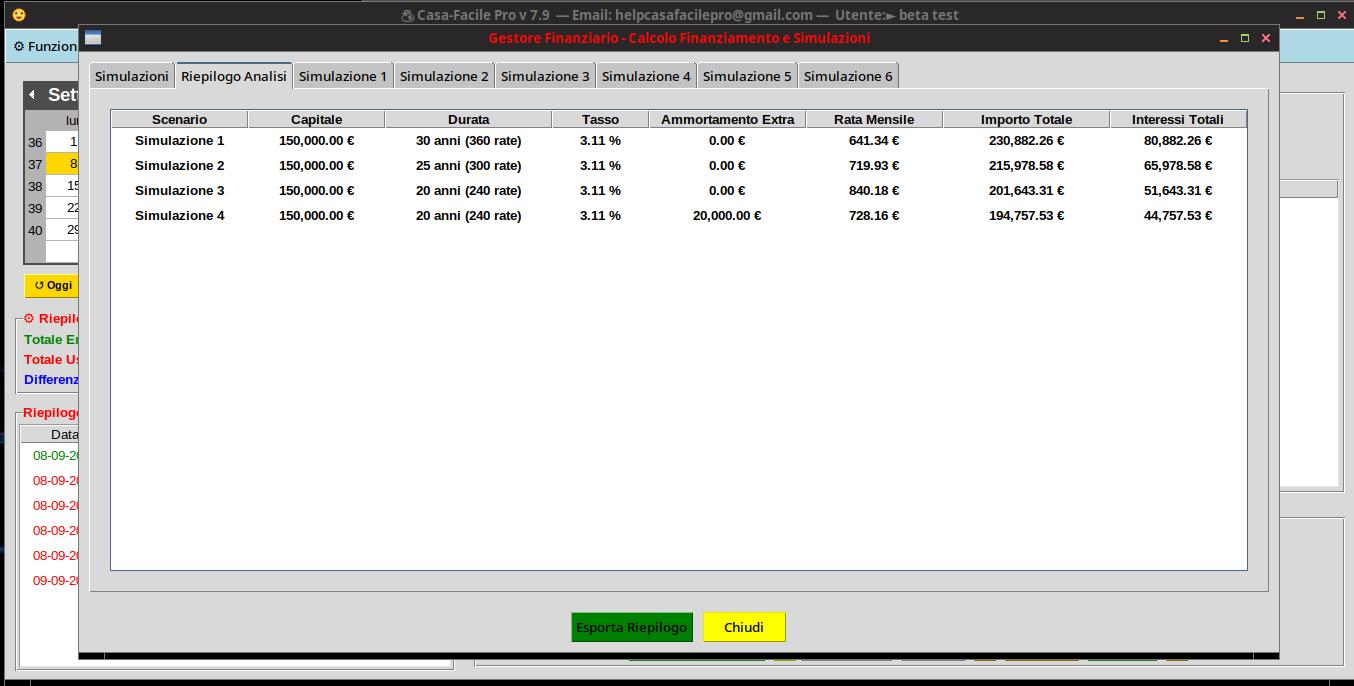 Casa-Facile Pro v 7.9 — Email: helpcasafacilepro@gmail.com — Utente:► beta test
Gestore Finanziario - Calcolo Finanziamento e Simulazioni
⚙ Funzion
Simulazioni Riepilogo Analisi Simulazione 1 Simulazione 2 Simulazione 3 Simulazione 4 Simulazione 5 Simulazione 6
Scenario Capitale Durata Tasso Ammortamento Extra Rata Mensile Importo Totale Interessi Totali
Simulazione 1 150,000.00 € 30 anni (360 rate) 3.11 % 0.00 € 641.34 € 230,882.26 € 80,882.26 €
Simulazione 2 150,000.00 € 25 anni (300 rate) 3.11 % 0.00 € 719.93 € 215,978.58 € 65,978.58 €
Simulazione 3 150,000.00 € 20 anni (240 rate) 3.11 % 0.00 € 840.18 € 201,643.31 € 51,643.31 €
Simulazione 4 150,000.00 € 20 anni (240 rate) 3.11 % 20,000.00 € 728.16 € 194,757.53 € 44,757.53 €
Esporta Riepilogo Chiudi
Sett
lun
36 1
37 8
38 15
39 22
40 29
↺ Oggi
⚙ Riepilo
Totale En
Totale Us
Differenz
Riepilogo
Data
08-09-20
08-09-20
08-09-20
08-09-20
08-09-20
09-09-20